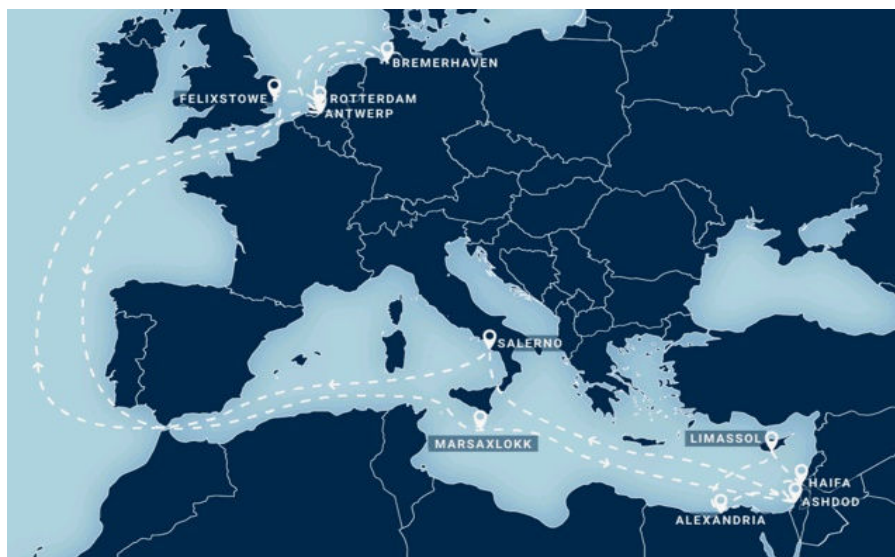 BREMERHAVEN
FELIXSTOWE
ROTTERDAM
ANTWERP
SALERNO
MARSAXLOKK
LIMASSOL
HAIFA
ASHDOD
ALEXANDRIA